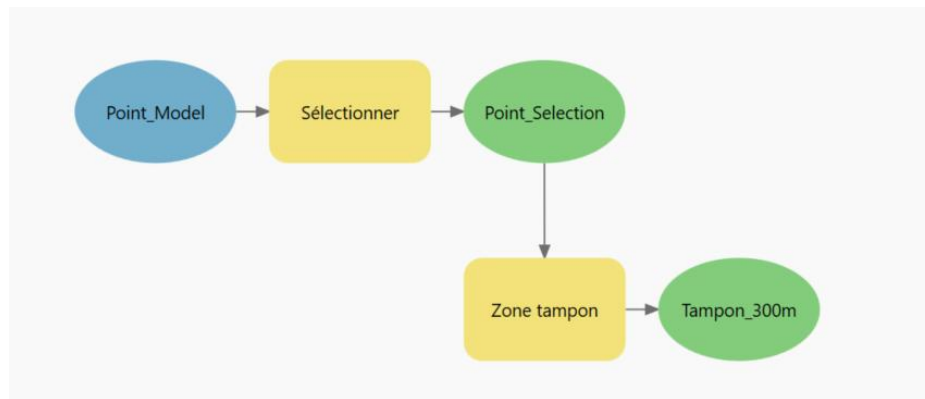 Point_Model
Sélectionner
Point_Selection
Zone tampon
Tampon_300m